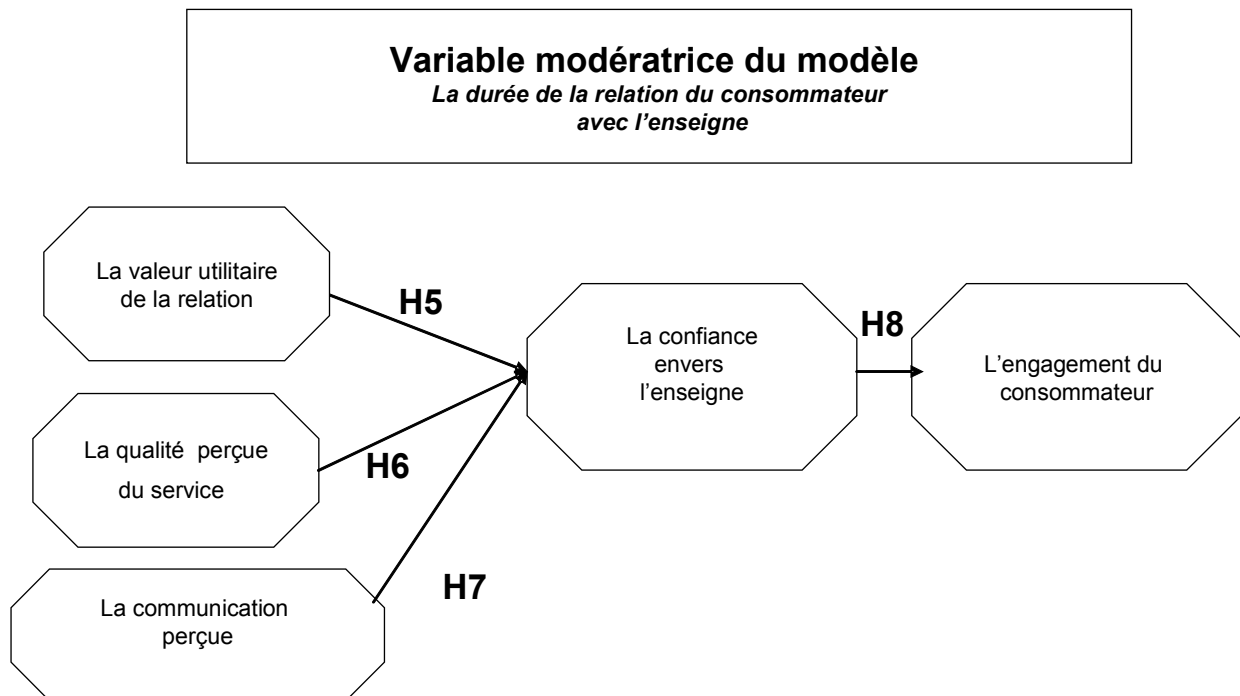 Variable modératrice du modèle
La durée de la relation du consommateur
avec l'enseigne
La valeur utilitaire
de la relation
H5
La confiance
envers
l'enseigne
H8
L'engagement du
consommateur
La qualité perçue
du service
H6
La communication
perçue
H7